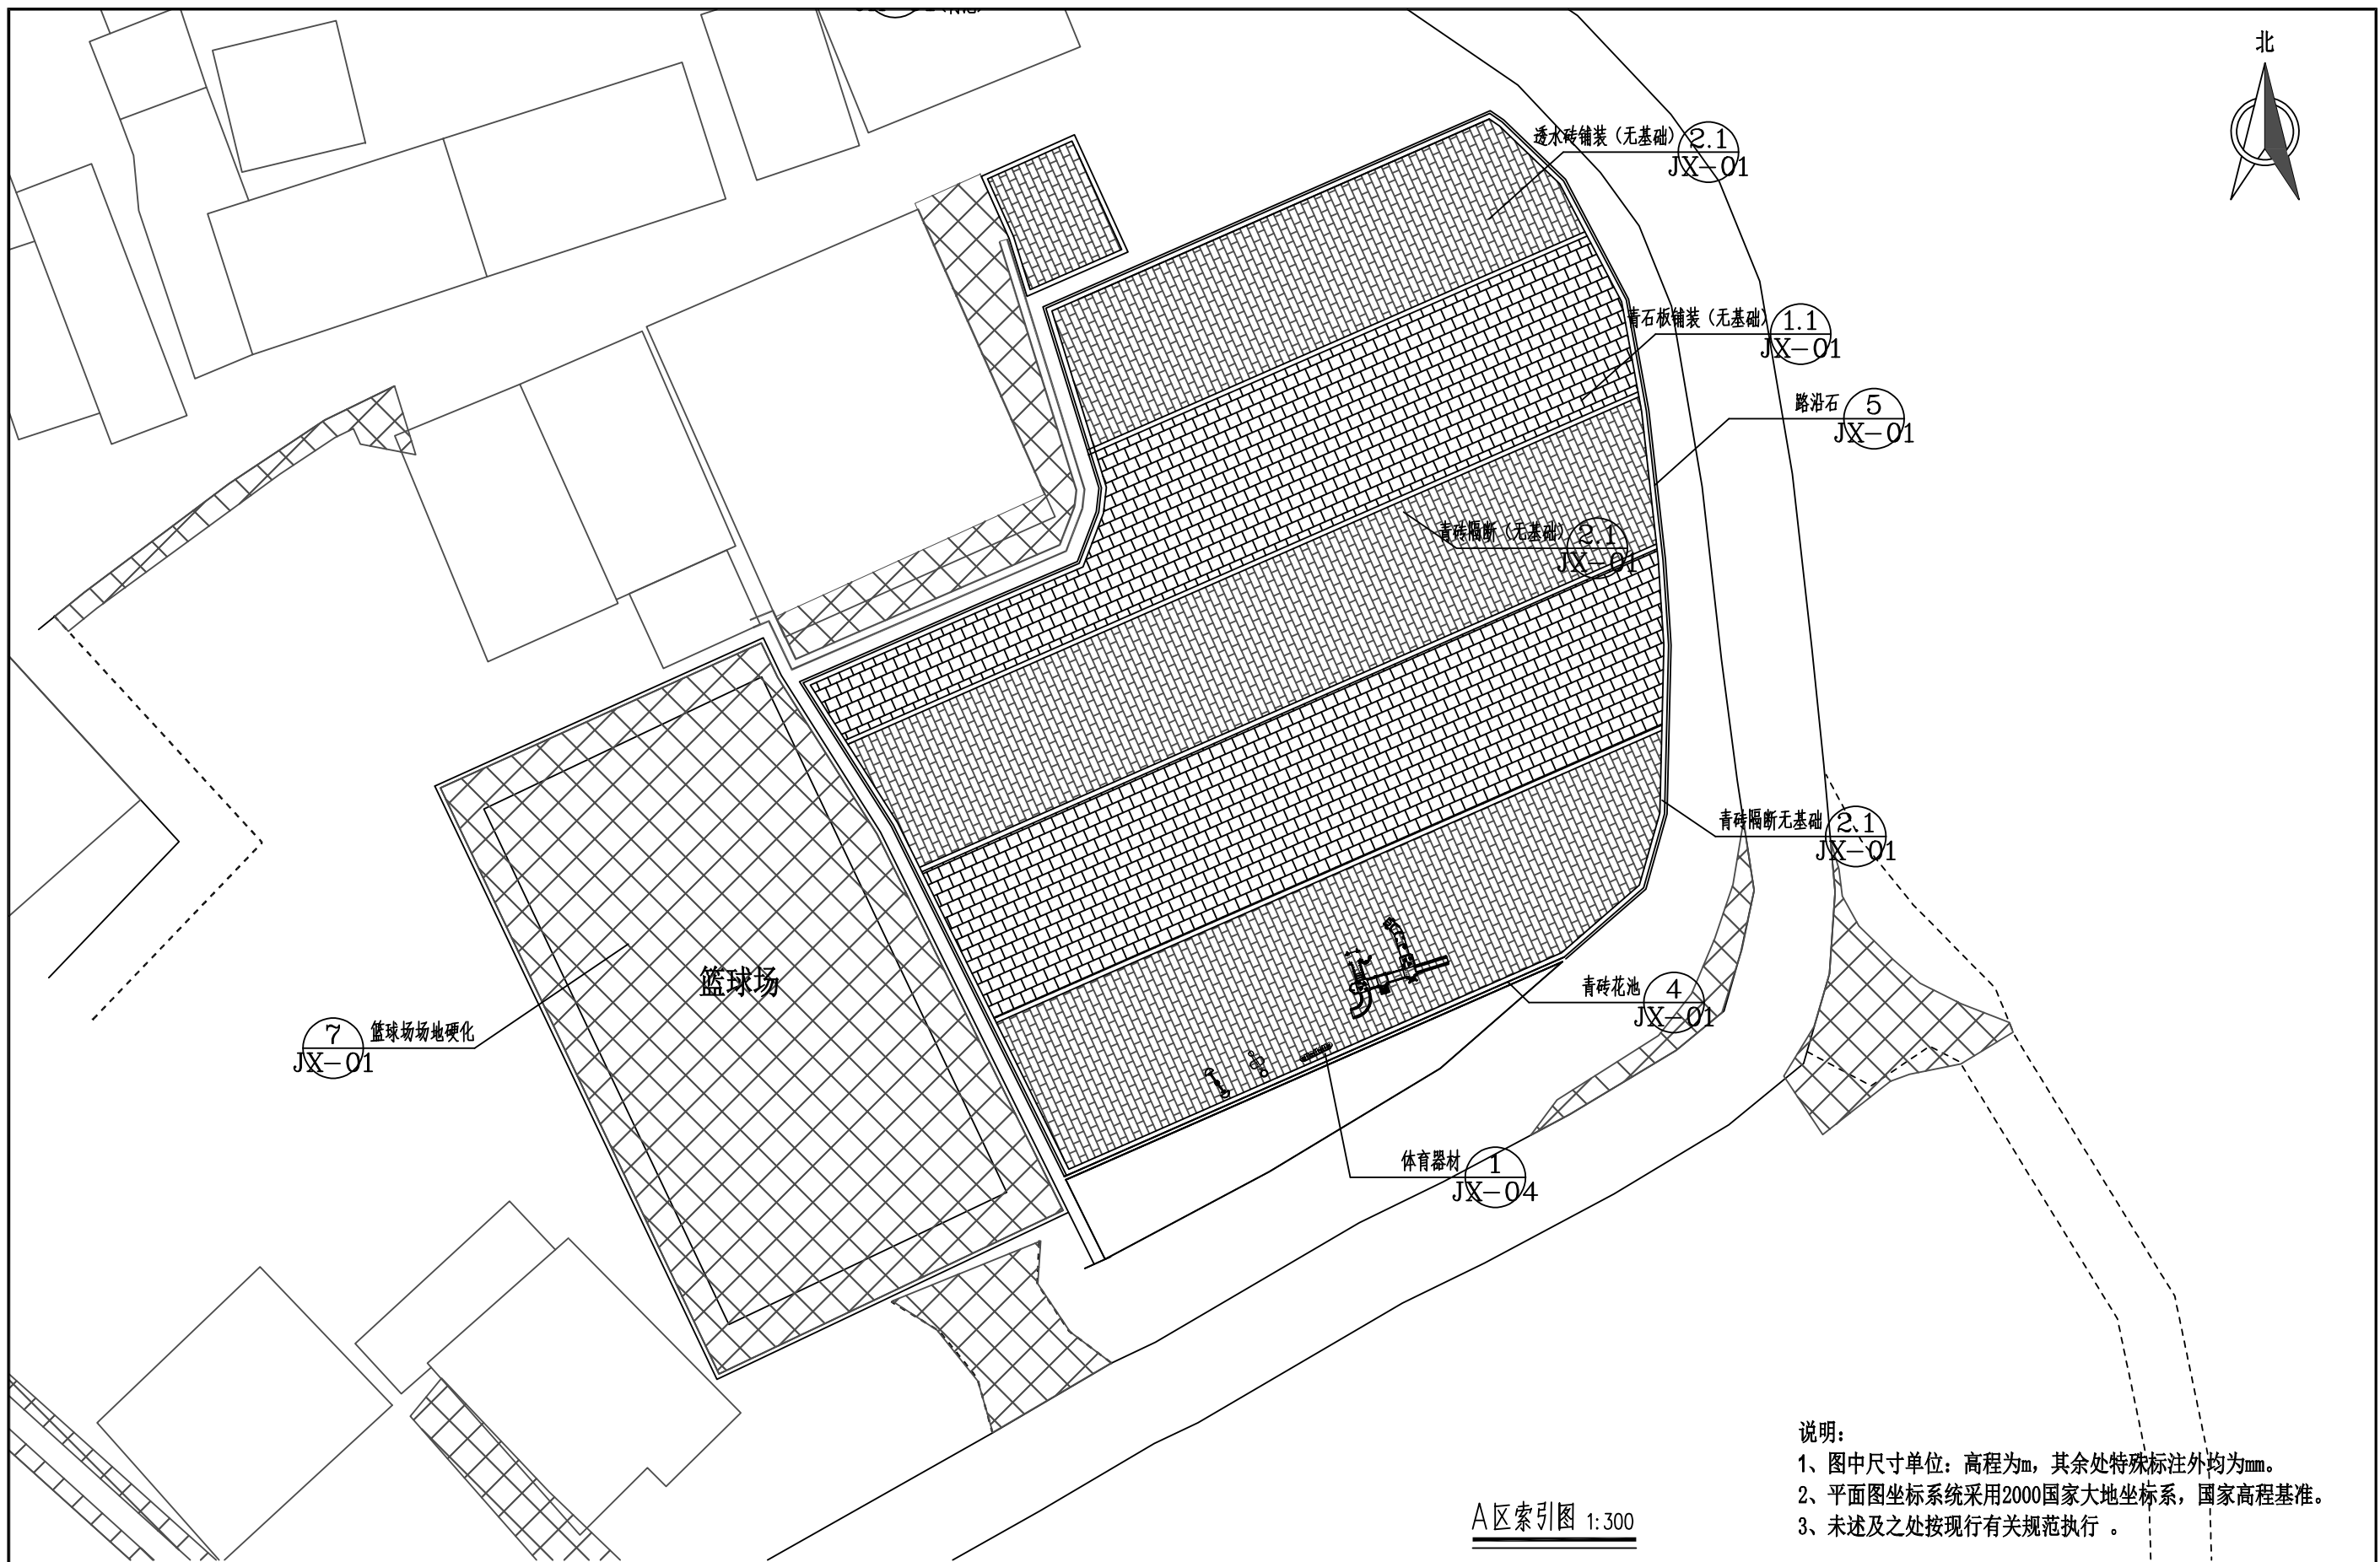 北
透水砖铺装（无基础）
2.1
JX-01
青石板铺装（无基础）
1.1
JX-01
路沿石
5
JX-01
青砖隔断（无基础）
2.1
JX-01
青砖隔断无基础
2.1
JX-01
篮球场
青砖花池
4
JX-01
7
篮球场场地硬化
JX-01
体育器材
1
JX-04
说明：
1、图中尺寸单位：高程为m，其余处特殊标注外均为mm。
2、平面图坐标系统采用2000国家大地坐标系，国家高程基准。
3、未述及之处按现行有关规范执行 。
A区索引图 1:300